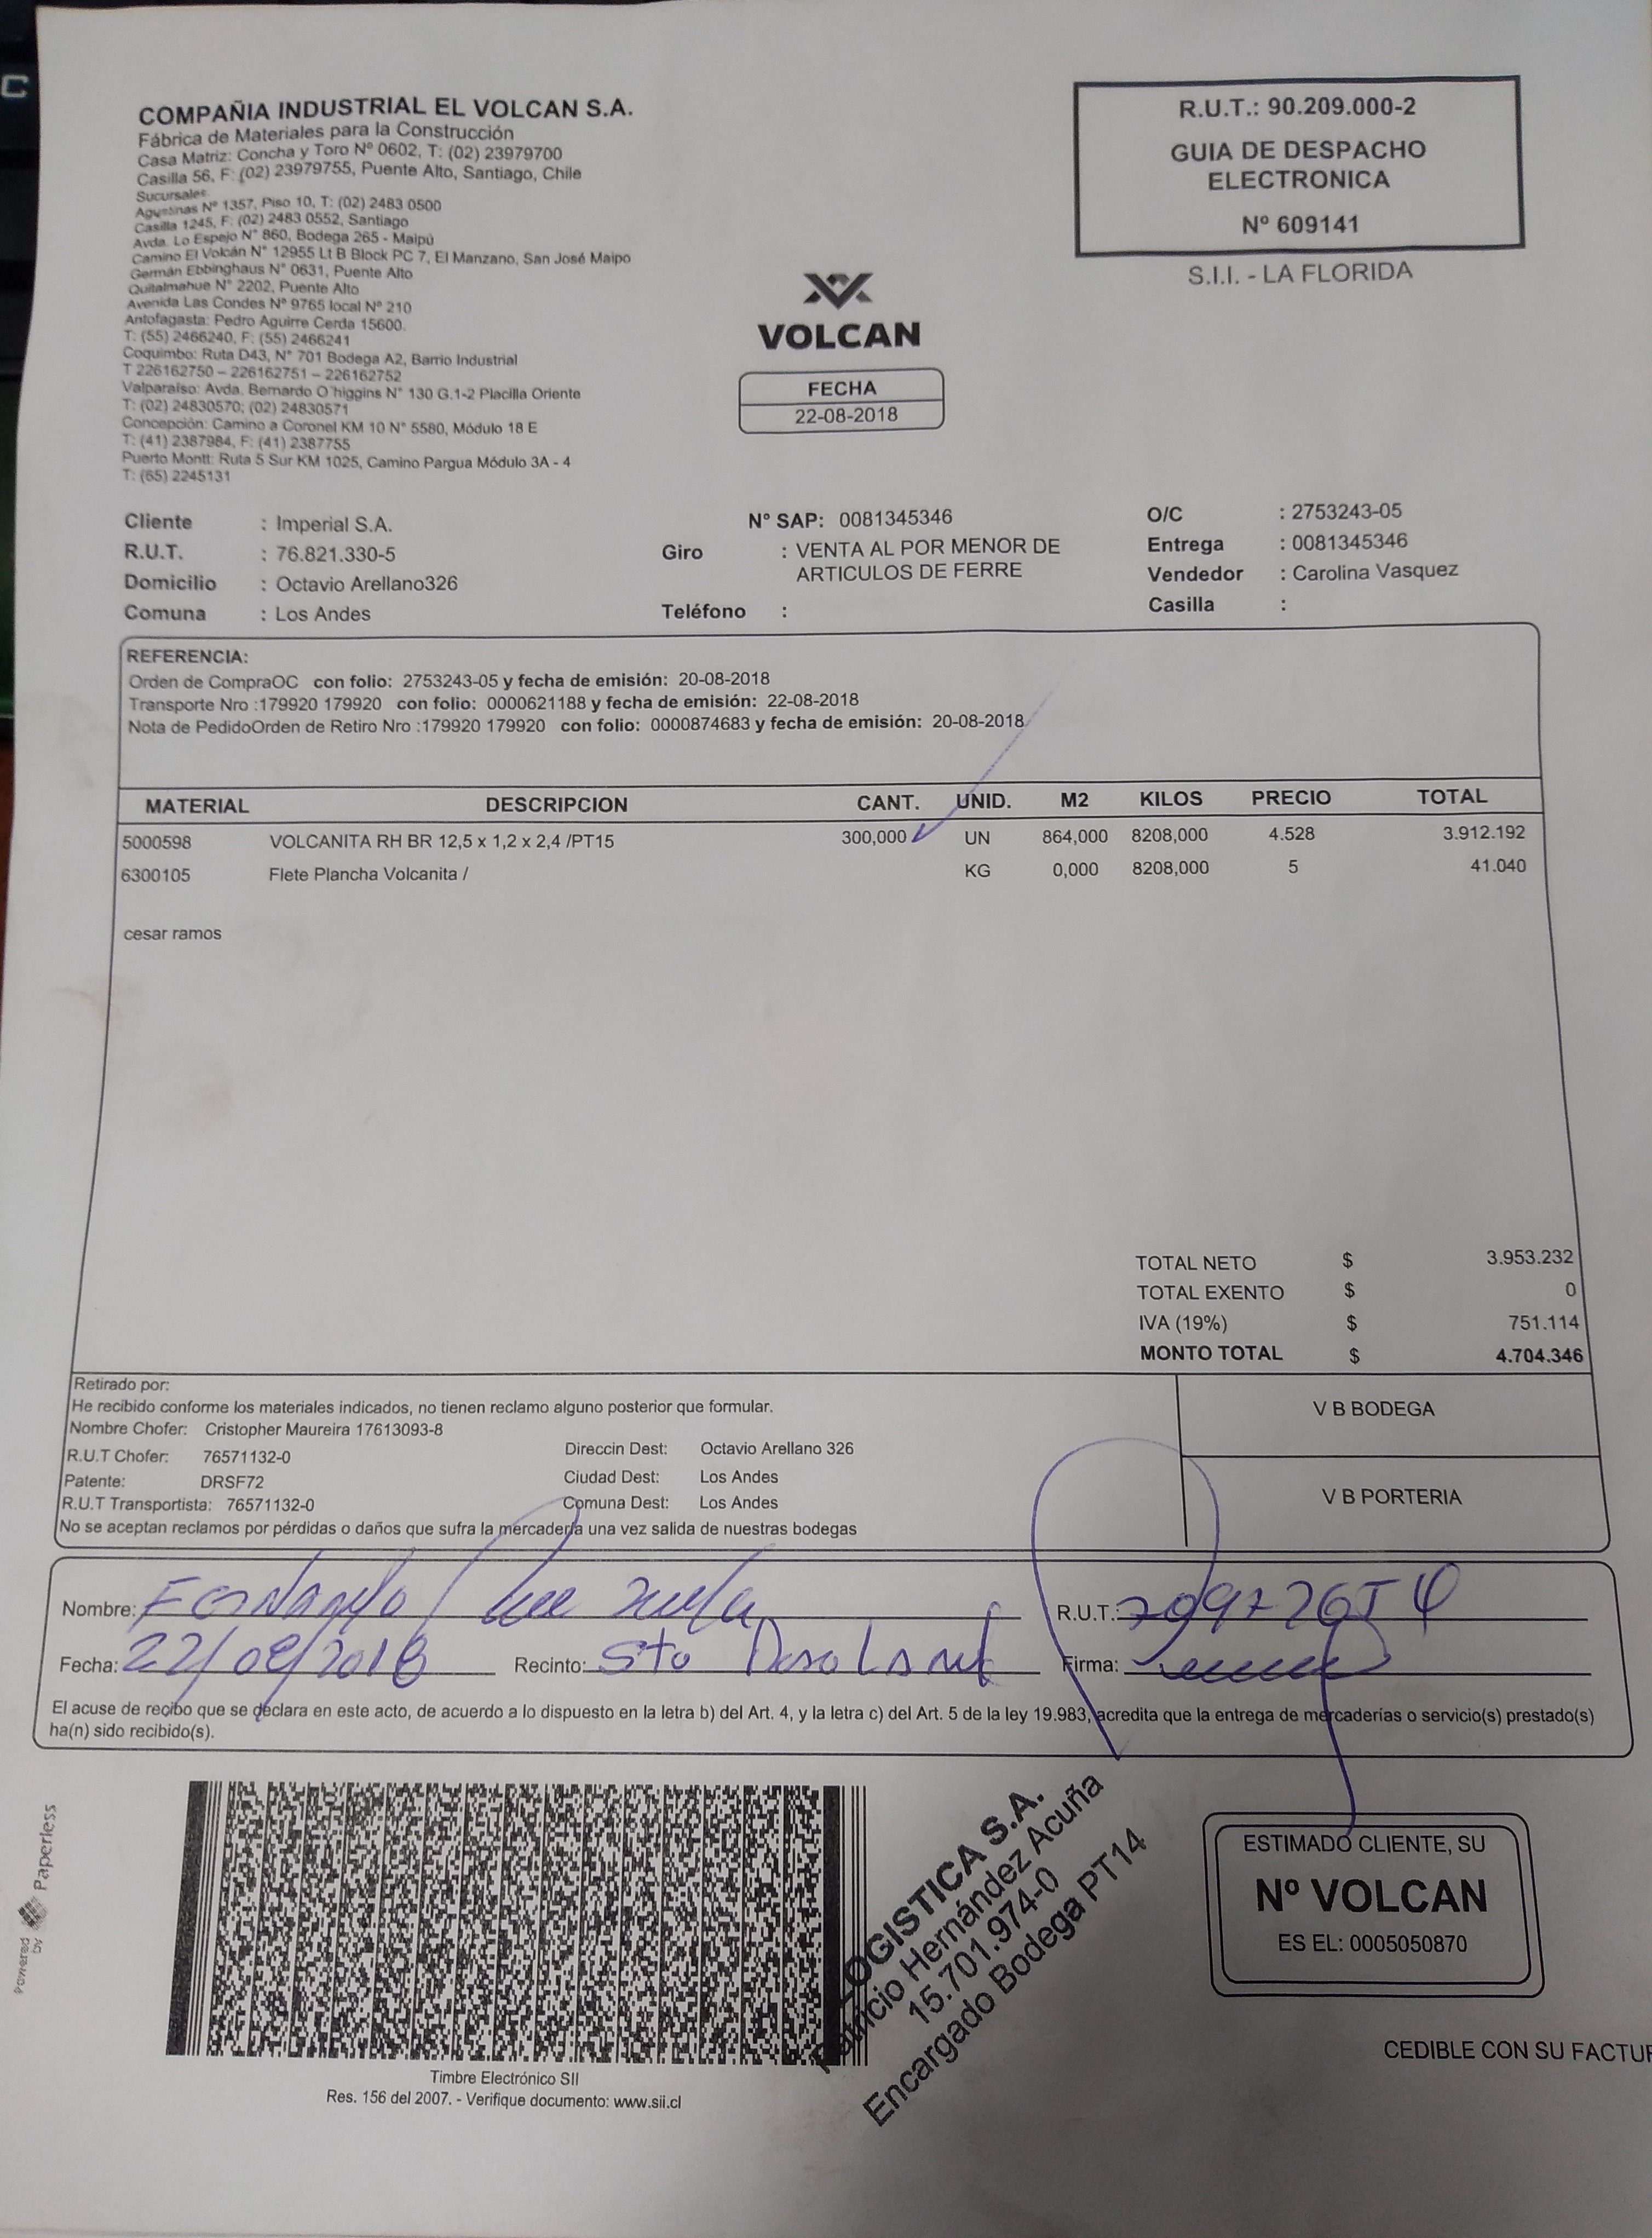 C
COMPAÑIA INDUSTRIAL EL VOLCAN S.A.
Fábrica de Materiales para la Construcción
Casa Matriz: Concha y Toro Nº 0602, T: (02) 23979700
Casilla 56, F: (02) 23979755, Puente Alto, Santiago, Chile
Sucursales:
Agustinas Nº 1357, Piso 10, T: (02) 2483 0500
Casilla 1245, F: (02) 2483 0552, Santiago
Avda. Lo Espejo N° 860, Bodega 265 - Maipú
Camino El Volcán N° 12955 Lt B Block PC 7, El Manzano, San José Maipo
Germán Ebbinghaus N° 0631, Puente Alto
Quitalmahue N° 2202, Puente Alto
Avenida Las Condes Nº 9765 local Nº 210
Antofagasta: Pedro Aguirre Cerda 15600.
T: (55) 2466240, F: (55) 2466241
Coquimbo: Ruta D43, N° 701 Bodega A2, Barrio Industrial
T 226162750 – 226162751 – 226162752
Valparaíso: Avda. Bernardo O´higgins N° 130 G.1-2 Placilla Oriente
T: (02) 24830570; (02) 24830571
Concepción: Camino a Coronel KM 10 N° 5580, Módulo 18 E
T: (41) 2387984, F: (41) 2387755
Puerto Montt: Ruta 5 Sur KM 1025, Camino Pargua Módulo 3A - 4
T: (65) 2245131
R.U.T.: 90.209.000-2
GUIA DE DESPACHO
ELECTRONICA
Nº 609141
S.I.I. - LA FLORIDA
VOLCAN
FECHA
22-08-2018
Cliente : Imperial S.A. Nº SAP: 0081345346 O/C : 2753243-05
R.U.T. : 76.821.330-5 Giro : VENTA AL POR MENOR DE ARTICULOS DE FERRE Entrega : 0081345346
Domicilio : Octavio Arellano326 Vendedor : Carolina Vasquez
Comuna : Los Andes Teléfono : Casilla :
REFERENCIA:
Orden de CompraOC con folio: 2753243-05 y fecha de emisión: 20-08-2018
Transporte Nro :179920 179920 con folio: 0000621188 y fecha de emisión: 22-08-2018
Nota de PedidoOrden de Retiro Nro :179920 179920 con folio: 0000874683 y fecha de emisión: 20-08-2018
MATERIAL DESCRIPCION CANT. UNID. M2 KILOS PRECIO TOTAL
5000598 VOLCANITA RH BR 12,5 x 1,2 x 2,4 /PT15 300,000 UN 864,000 8208,000 4.528 3.912.192
6300105 Flete Plancha Volcanita / KG 0,000 8208,000 5 41.040
cesar ramos
TOTAL NETO $ 3.953.232
TOTAL EXENTO $ 0
IVA (19%) $ 751.114
MONTO TOTAL $ 4.704.346
Retirado por:
He recibido conforme los materiales indicados, no tienen reclamo alguno posterior que formular.
Nombre Chofer: Cristopher Maureira 17613093-8
R.U.T Chofer: 76571132-0 Direccin Dest: Octavio Arellano 326
Patente: DRSF72 Ciudad Dest: Los Andes
R.U.T Transportista: 76571132-0 Comuna Dest: Los Andes
No se aceptan reclamos por pérdidas o daños que sufra la mercadería una vez salida de nuestras bodegas
V B BODEGA
V B PORTERIA
Nombre: Fernando R.U.T.:
Fecha: 22/08/2018 Recinto: Sto Firma:
El acuse de recibo que se declara en este acto, de acuerdo a lo dispuesto en la letra b) del Art. 4, y la letra c) del Art. 5 de la ley 19.983, acredita que la entrega de mercaderías o servicio(s) prestado(s)
ha(n) sido recibido(s).
Powered by Paperless
Timbre Electrónico SII
Res. 156 del 2007. - Verifique documento: www.sii.cl
LOGISTICA S.A.
Patricio Hernández Acuña
15.701.974-0
Encargado Bodega PT14
ESTIMADO CLIENTE, SU
Nº VOLCAN
ES EL: 0005050870
CEDIBLE CON SU FACTUR